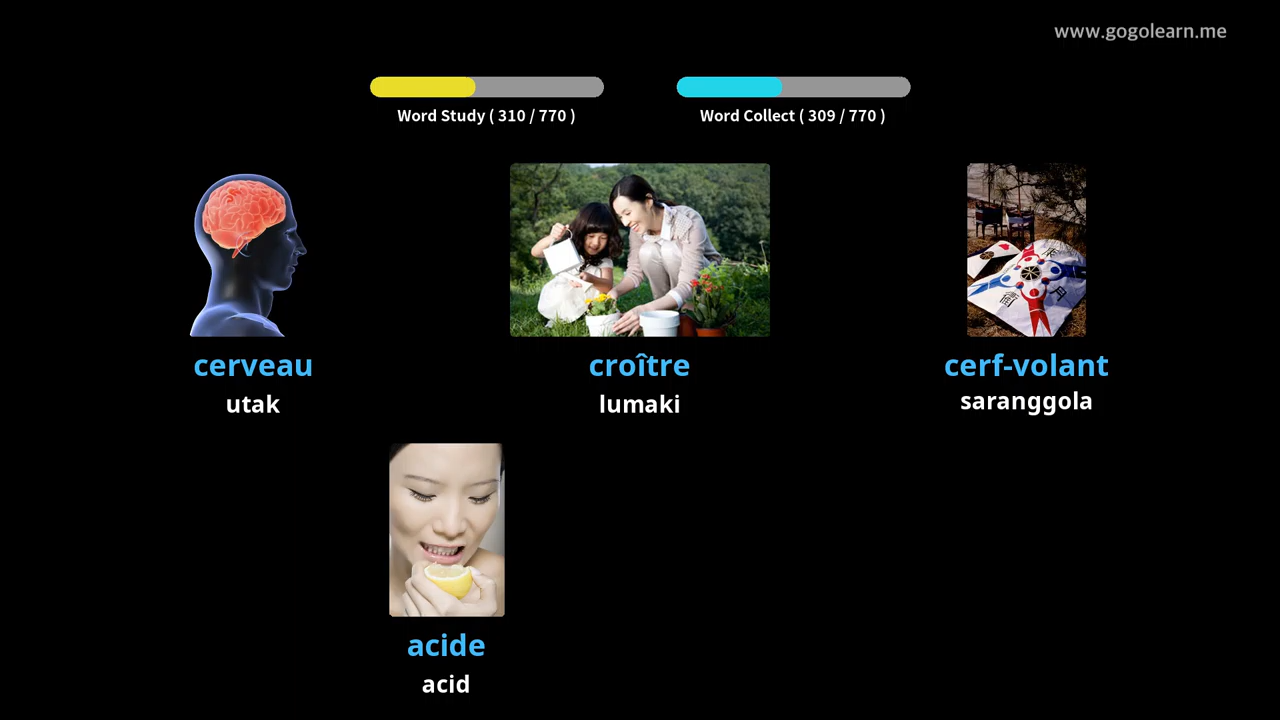 www.gogolearn.me
Word Study ( 310 / 770 )
Word Collect ( 309 / 770 )
cerveau
utak
croître
lumaki
cerf-volant
saranggola
acide
acid